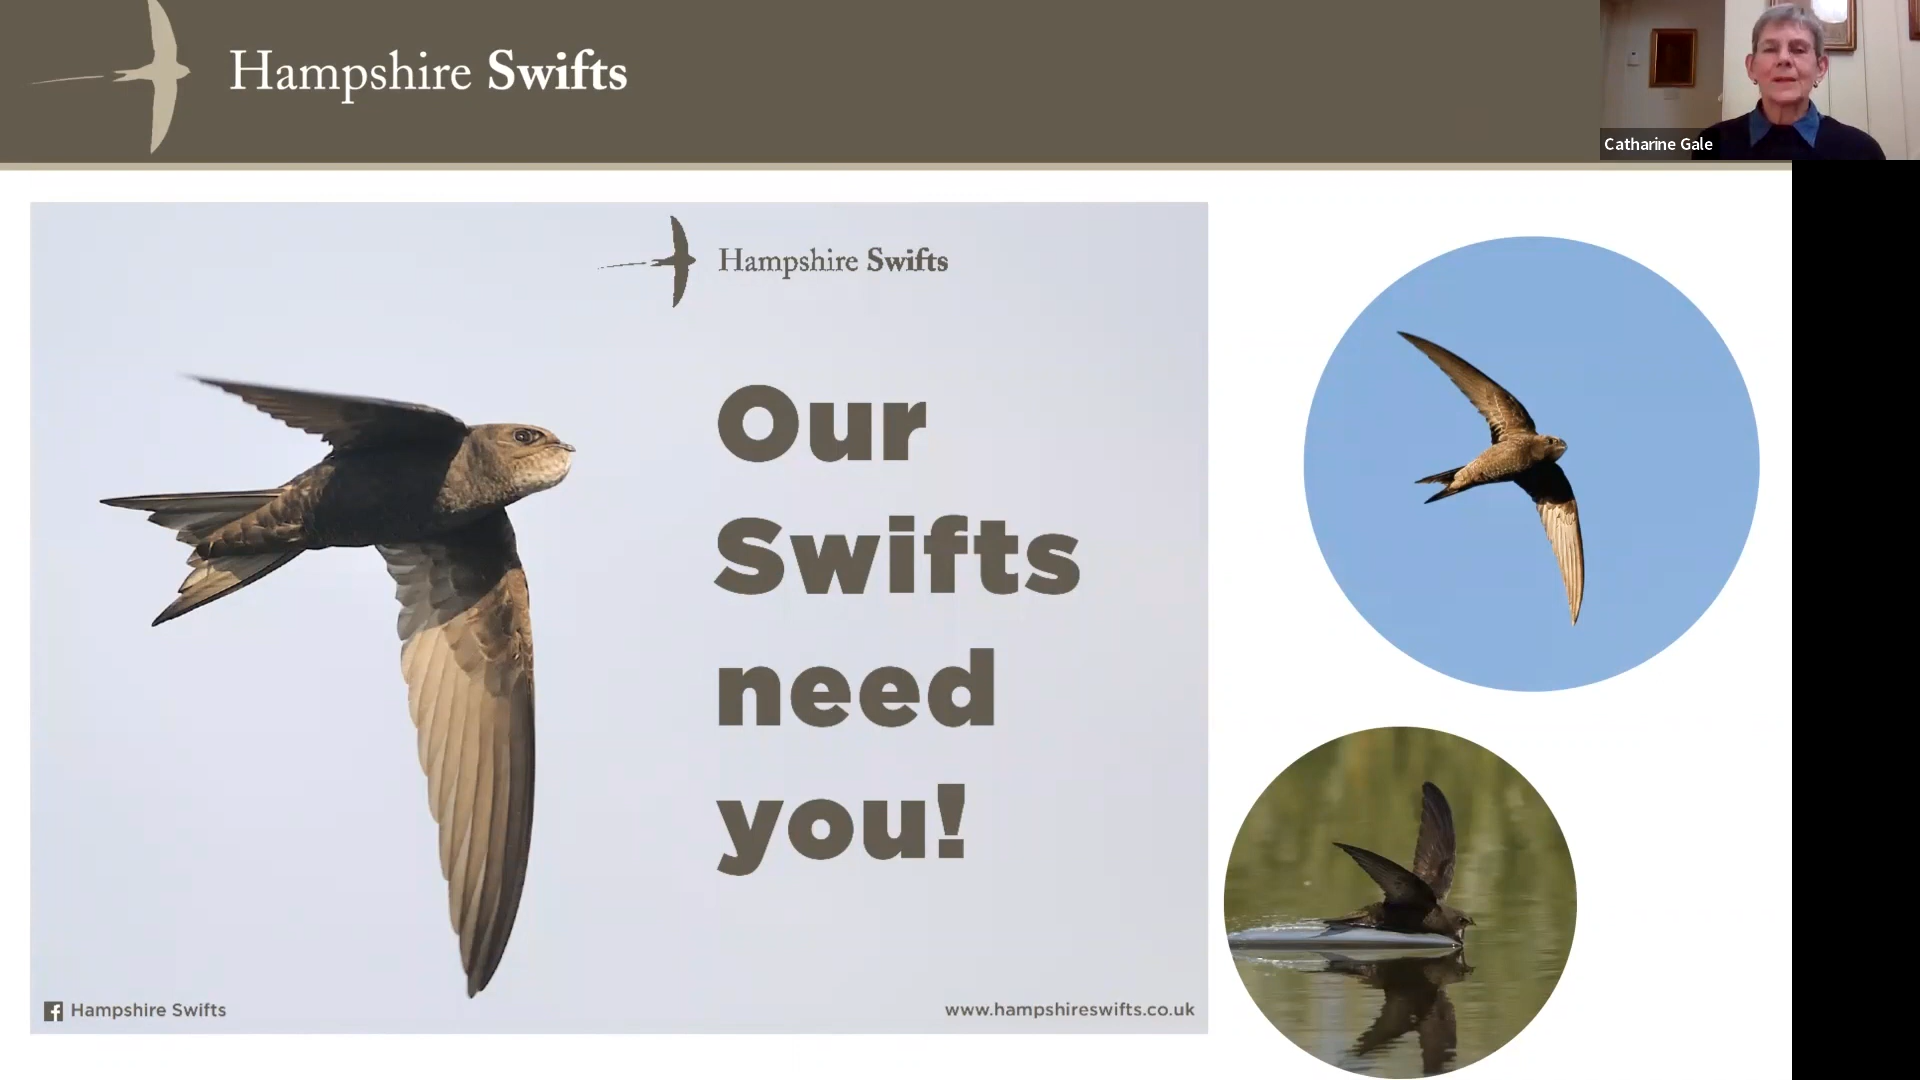 Hampshire Swifts
Catharine Gale
Hampshire Swifts
Our
Swifts
need
you!
Hampshire Swifts
www.hampshireswifts.co.uk